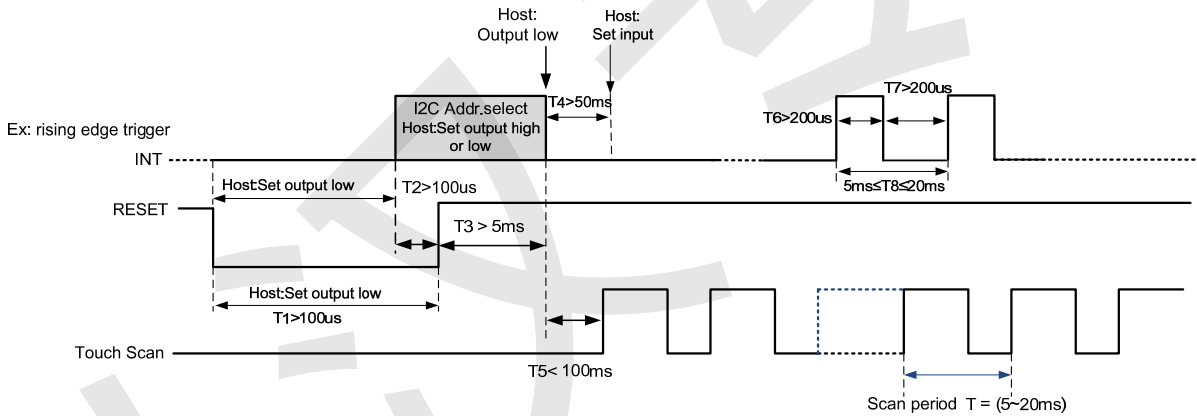 Host:
Output low
Host:
Set input
I2C Addr.select
Host:Set output high
or low
T4>50ms
T7>200us
T6>200us
Ex: rising edge trigger
INT
5ms≤T8≤20ms
Host:Set output low
T2>100us
RESET
T3 > 5ms
Host:Set output low
T1>100us
Touch Scan
T5< 100ms
Scan period T = (5~20ms)